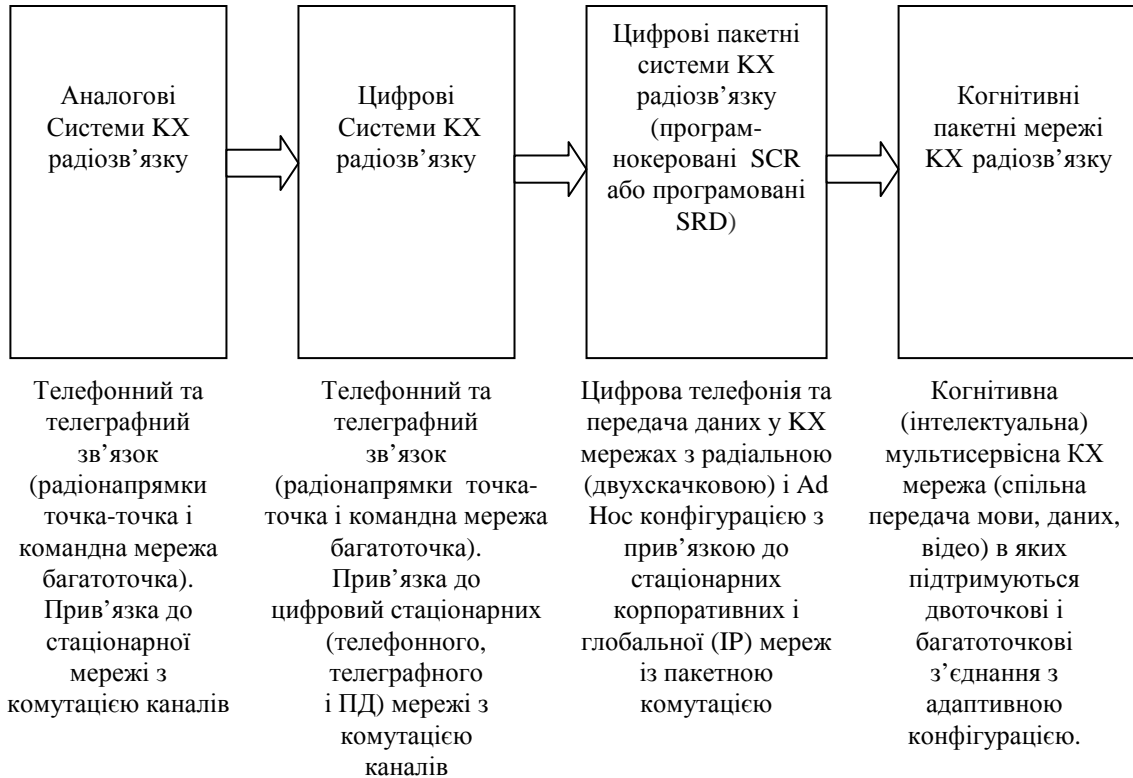 Аналогові
Системи КХ
радіозв’язку
Цифрові
Системи КХ
радіозв’язку
Цифрові пакетні
системи КХ
радіозв’язку
(програм-
нокеровані SCR
або програмовані
SRD)
Когнітивні
пакетні мережі
КХ радіозв’язку
Телефонний та
телеграфний
зв’язок
(радіонапрямки
точка-точка і
командна мережа
багатоточка).
Прив’язка до
стаціонарної
мережі з
комутацією каналів
Телефонний та
телеграфний
зв’язок
(радіонапрямки точка-
точка і командна мережа
багатоточка).
Прив’язка до
цифровий стаціонарних
(телефонного,
телеграфного
і ПД) мережі з
комутацією
каналів
Цифрова телефонія та
передача даних у КХ
мережах з радіальною
(двухскачковою) і Ad
Hoc конфігурацією з
прив’язкою до
стаціонарних
корпоративних і
глобальної (IP) мереж
із пакетною
комутацією
Когнітивна
(інтелектуальна)
мультисервісна КХ
мережа (спільна
передача мови, даних,
відео) в яких
підтримуються
двоточкові і
багатоточкові
з’єднання з
адаптивною
конфігурацією.